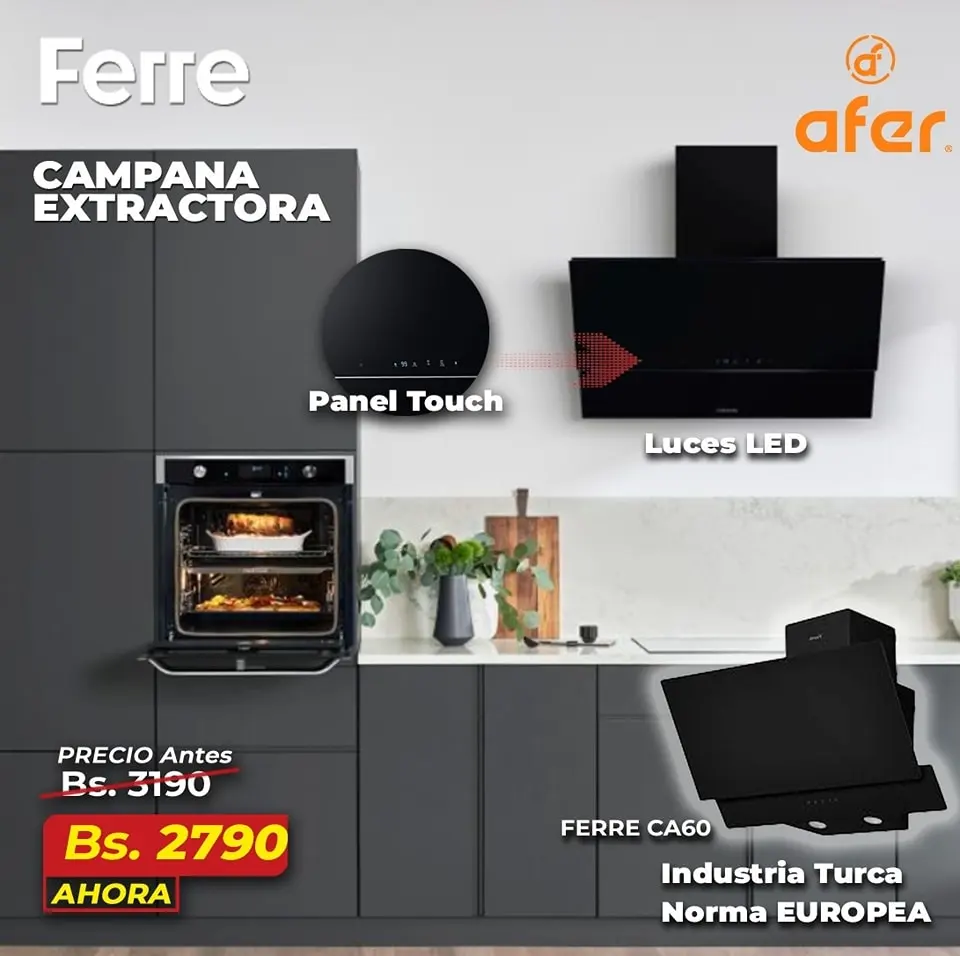 Ferre
afer®
CAMPANA
EXTRACTORA
Panel Touch
Luces LED
PRECIO Antes
Bs. 3190
Bs. 2790
AHORA
FERRE CA60
Industria Turca
Norma EUROPEA